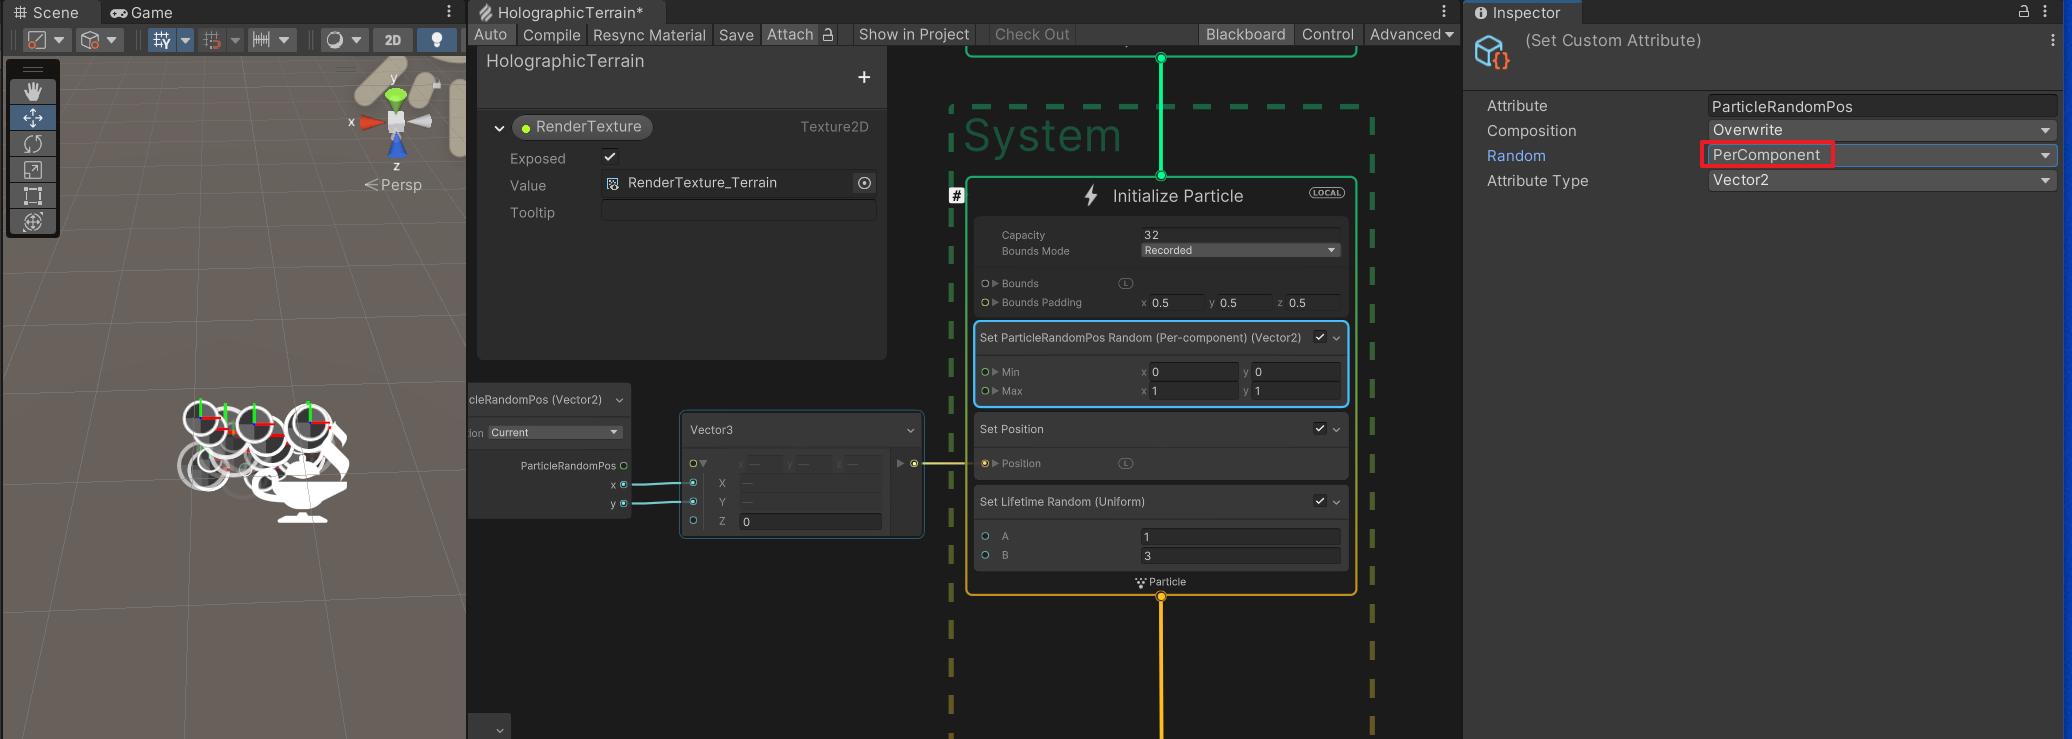 Scene
Game
2D
y
x
z
Persp
HolographicTerrain*
Auto
Compile
Resync Material
Save
Attach
Show in Project
Check Out
Blackboard
Control
Advanced
HolographicTerrain
+
RenderTexture
Texture2D
Exposed
Value
RenderTexture_Terrain
Tooltip
cleRandomPos (Vector2)
ion Current
ParticleRandomPos
x
y
Vector3
x — y — z —
X —
Y —
Z 0
System
#
Initialize Particle
LOCAL
Capacity 32
Bounds Mode Recorded
Bounds L
Bounds Padding x 0.5 y 0.5 z 0.5
Set ParticleRandomPos Random (Per-component) (Vector2)
Min x 0 y 0
Max x 1 y 1
Set Position
Position L
Set Lifetime Random (Uniform)
A 1
B 3
Particle
Inspector
(Set Custom Attribute)
Attribute ParticleRandomPos
Composition Overwrite
Random PerComponent
Attribute Type Vector2